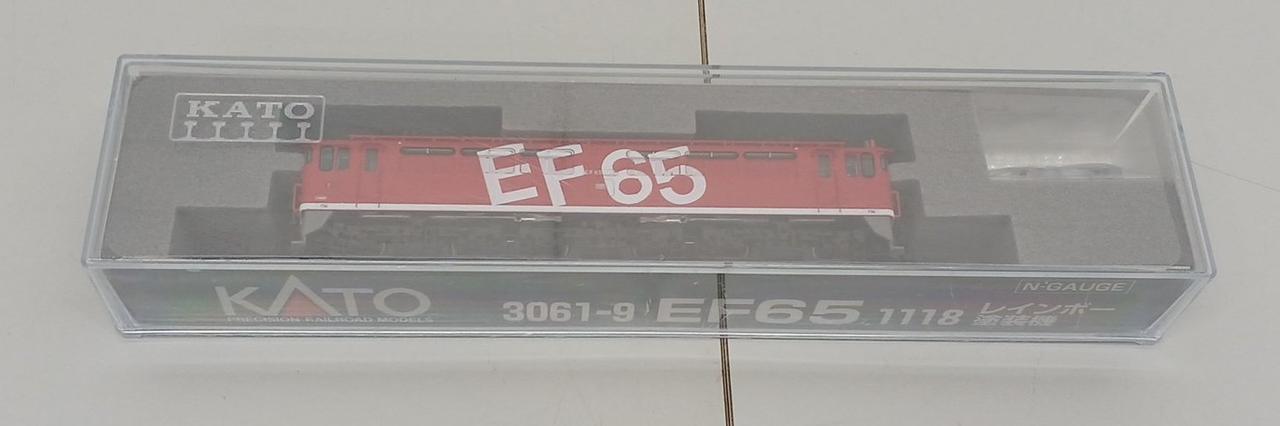 KATO
EF65
KATO
PRECISION RAILROAD MODELS
3061-9 EF65 1118 レインボー
塗装機
N-GAUGE